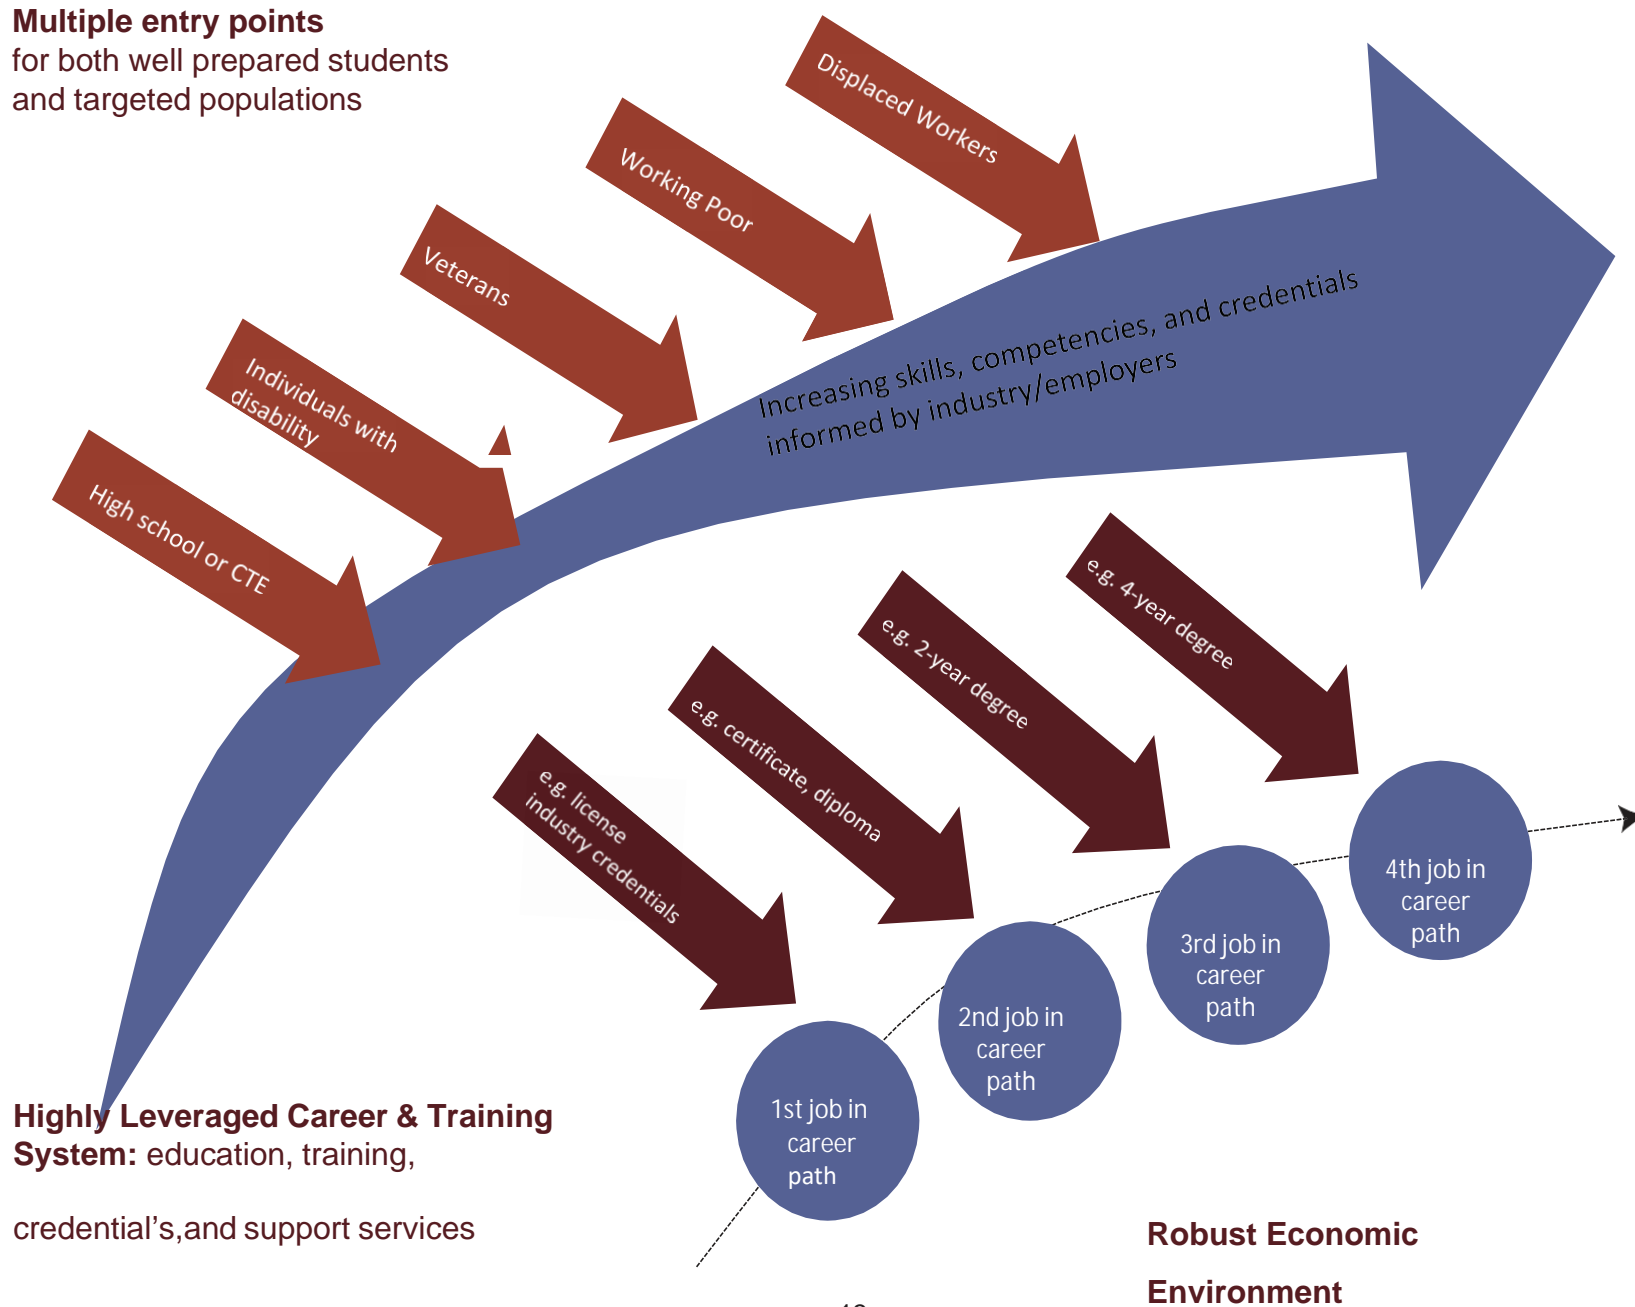 Multiple entry points
for both well prepared students
and targeted populations
Displaced Workers
Working Poor
Veterans
Individuals with
disability
High school or CTE
Increasing skills, competencies, and credentials
informed by industry/employers
e.g. 4-year degree
e.g. 2-year degree
e.g. certificate, diploma
e.g. license
industry credentials
4th job in
career
path
3rd job in
career
path
2nd job in
career
path
1st job in
career
path
Highly Leveraged Career & Training
System: education, training,
credential’s,and support services
Robust Economic
Environment